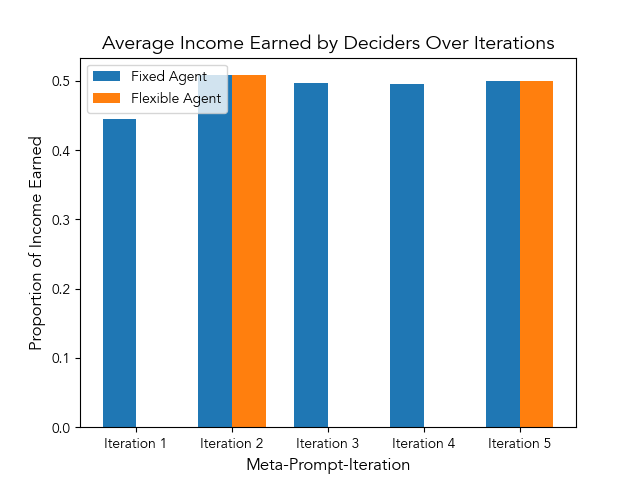 Average Income Earned by Deciders Over Iterations
Fixed Agent
Flexible Agent
Proportion of Income Earned
0.5
0.4
0.3
0.2
0.1
0.0
Iteration 1
Iteration 2
Iteration 3
Iteration 4
Iteration 5
Meta-Prompt-Iteration